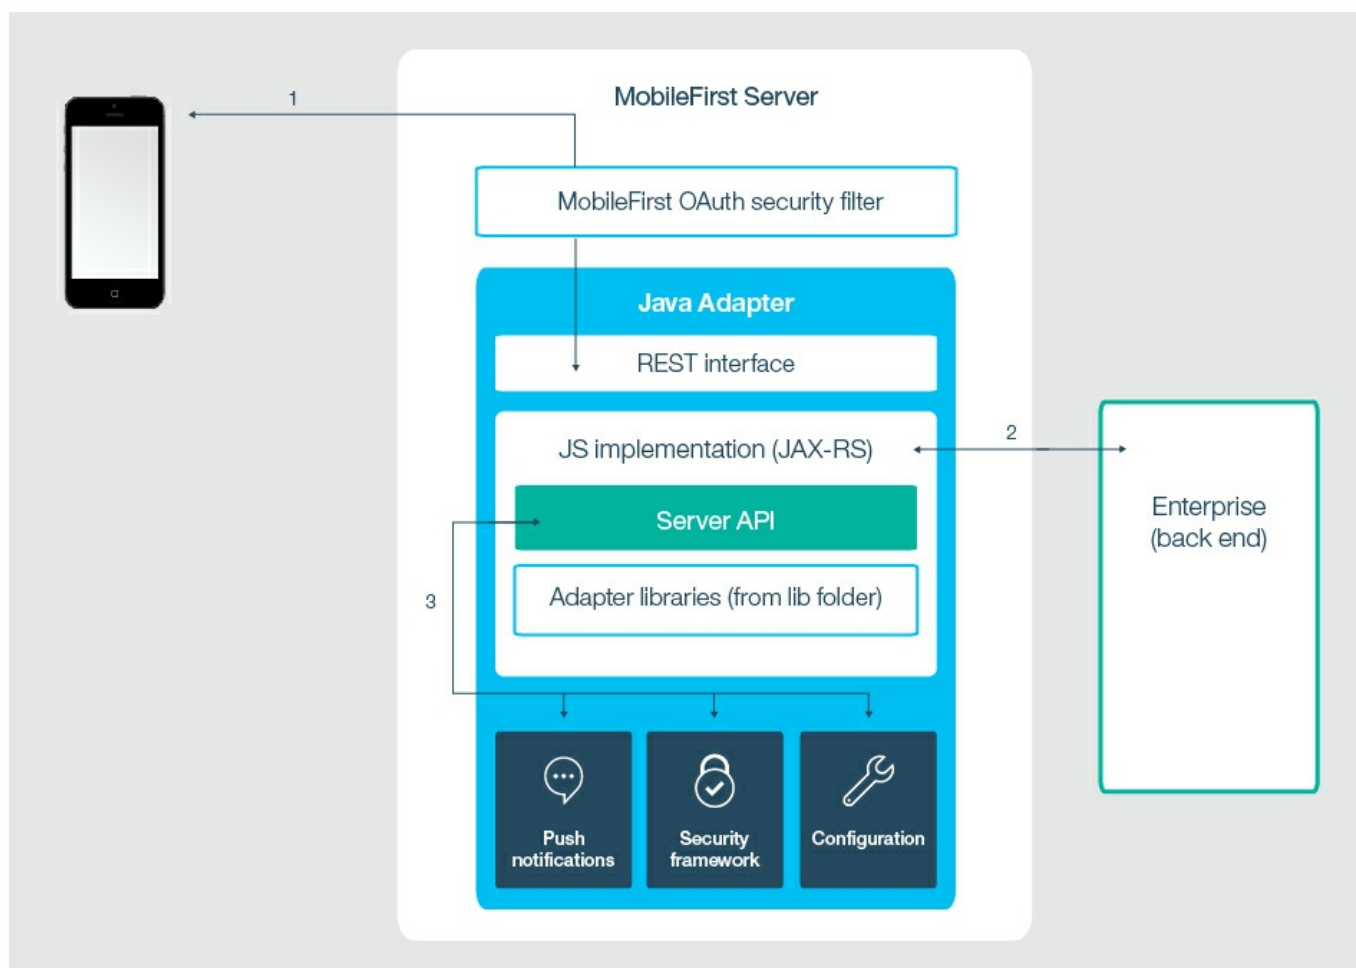 MobileFirst Server
1
MobileFirst OAuth security filter
Java Adapter
REST interface
JS implementation (JAX-RS)
2
Server API
Enterprise
(back end)
Adapter libraries (from lib folder)
3
Push
notifications
Security
framework
Configuration